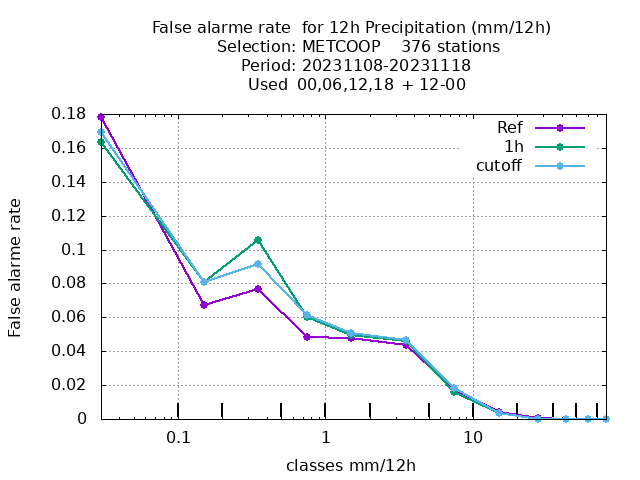 False alarme rate  for 12h Precipitation (mm/12h)
Selection: METCOOP    376 stations
Period: 20231108-20231118
Used  00,06,12,18 + 12-00
Ref
1h
cutoff
0.18
0.16
0.14
0.12
0.1
0.08
0.06
0.04
0.02
0
False alarme rate
0.1
1
10
classes mm/12h